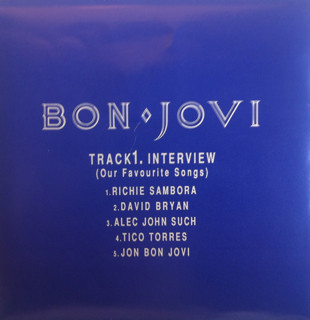 BON◆JOVI
TRACK1. INTERVIEW
(Our Favourite Songs)
1.RICHIE SAMBORA
2.DAVID BRYAN
3.ALEC JOHN SUCH
4.TICO TORRES
5.JON BON JOVI